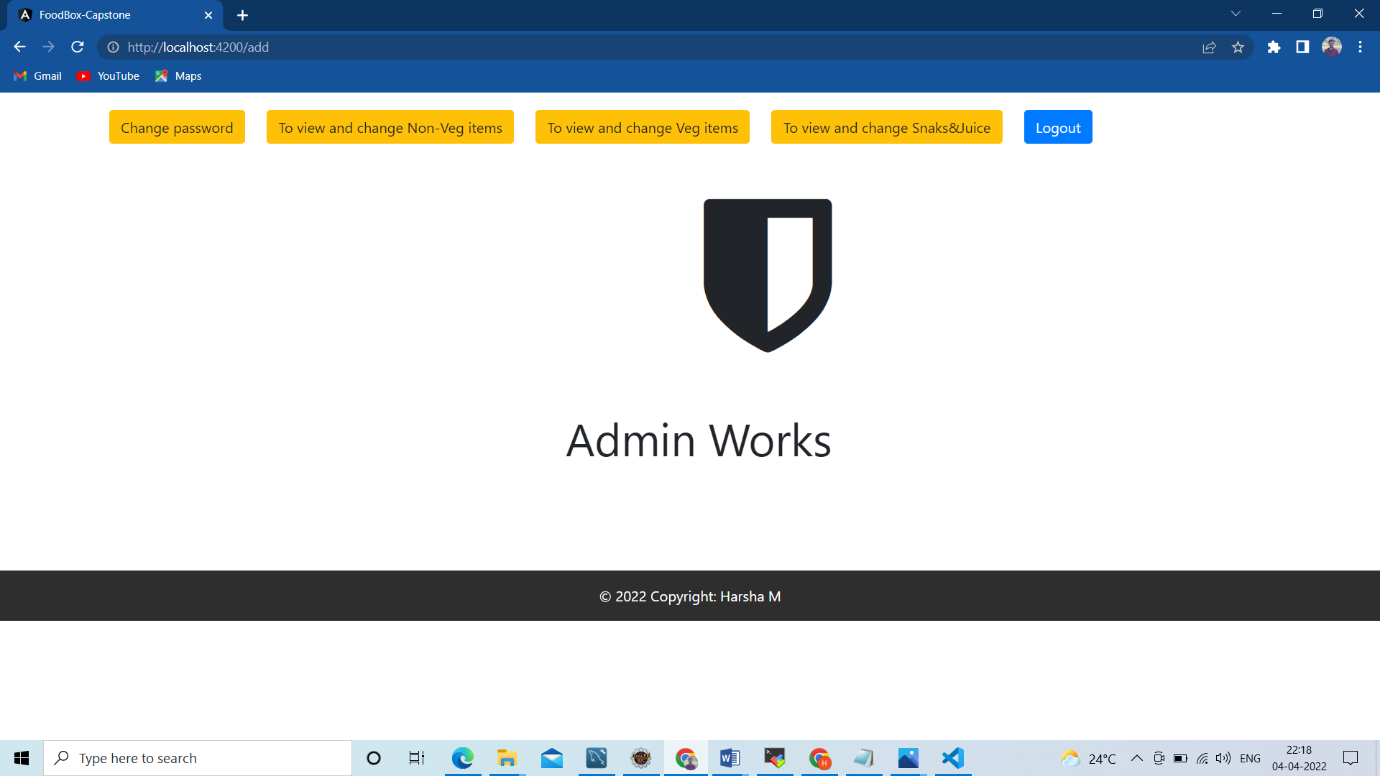 FoodBox-Capstone
http://localhost:4200/add
Gmail YouTube Maps
Change password To view and change Non-Veg items To view and change Veg items To view and change Snaks&Juice Logout
Admin Works
© 2022 Copyright: Harsha M
Type here to search
24°C ENG 22:18
04-04-2022